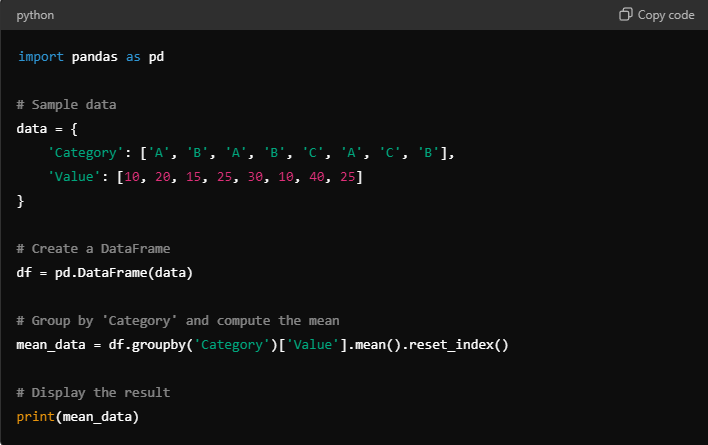 python Copy code
import pandas as pd
# Sample data
data = {
    'Category': ['A', 'B', 'A', 'B', 'C', 'A', 'C', 'B'],
    'Value': [10, 20, 15, 25, 30, 10, 40, 25]
}
# Create a DataFrame
df = pd.DataFrame(data)
# Group by 'Category' and compute the mean
mean_data = df.groupby('Category')['Value'].mean().reset_index()
# Display the result
print(mean_data)